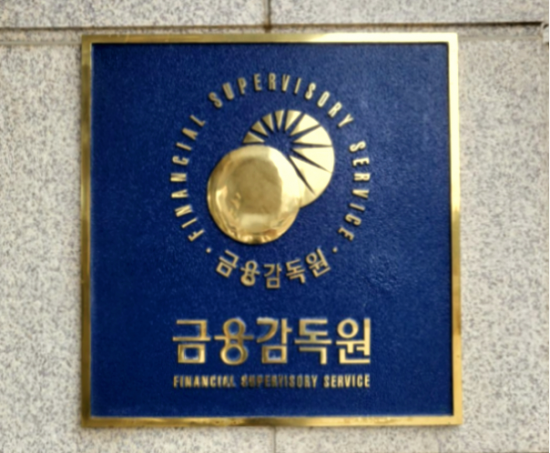 FINANCIAL SUPERVISORY SERVICE
· 금융감독원 ·
금융감독원
FINANCIAL SUPERVISORY SERVICE